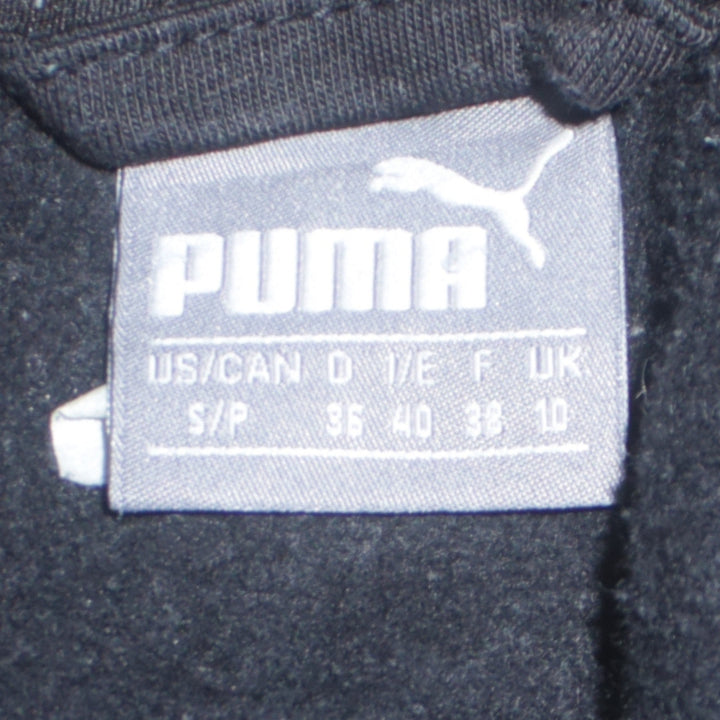 PUMA
US/CAN D I/E F UK
S/P 36 40 38 10